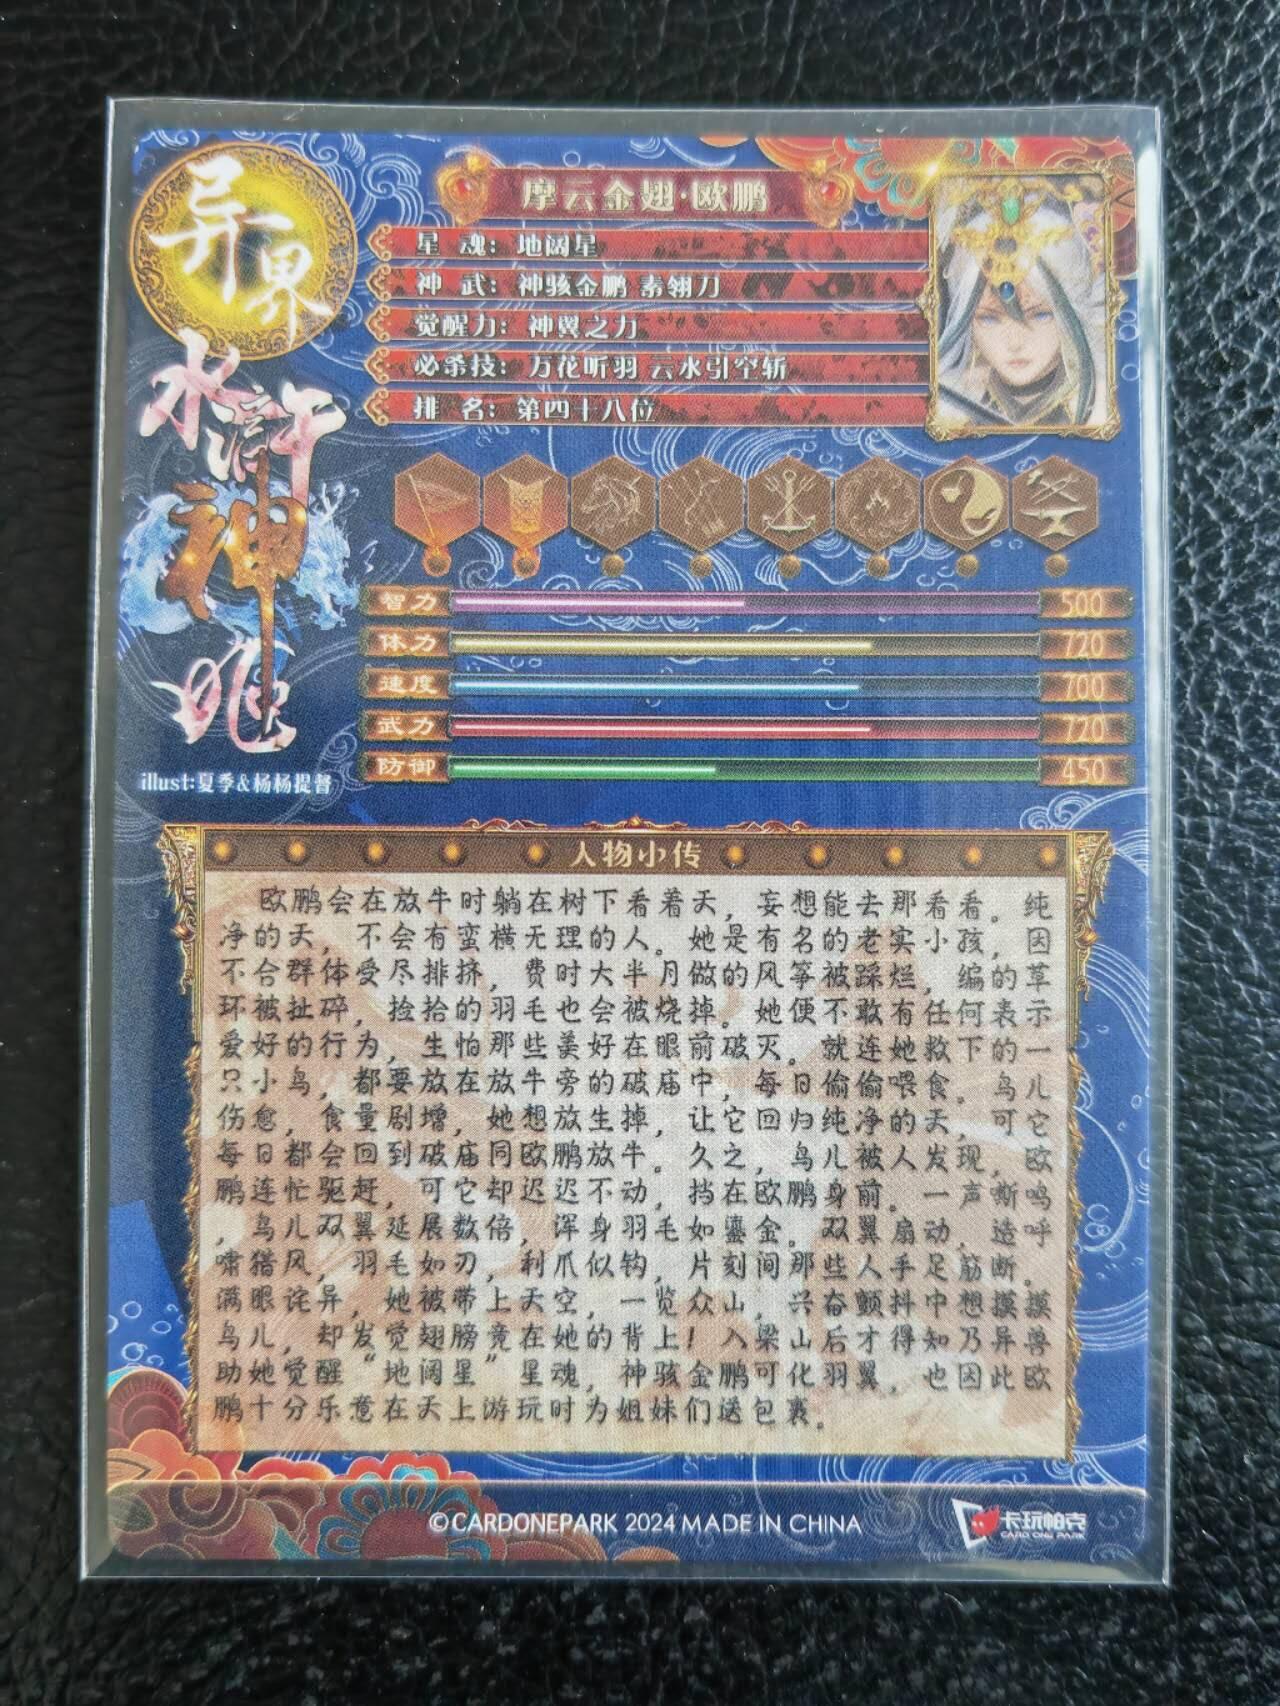 异界
水浒
神
姬
illust:夏季&杨杨提督
摩云金翅·欧鹏
星 魂：地阔星
神 武：神骇金鹏 素翎刀
觉醒力：神翼之力
必杀技：万花听羽 云水引空斩
排 名：第四十八位
智力 500
体力 720
速度 700
武力 720
防御 450
人物小传
欧鹏会在放牛时躺在树下看着天，妄想能去那看看。纯
净的天，不会有蛮横无理的人。她是有名的老实小孩，因
不合群体受尽排挤，费时大半月做的风筝被踩烂，编的草
环被扯碎，捡拾的羽毛也会被烧掉。她便不敢有任何表示
爱好的行为，生怕那些美好在眼前破灭。就连她救下的一
只小鸟，都要放在放牛旁的破庙中，每日偷偷喂食。鸟儿
伤愈，食量剧增，她想放生掉，让它回归纯净的天，可它
每日都会回到破庙同欧鹏放牛。久之，鸟儿被人发现，欧
鹏连忙驱赶，可它却迟迟不动，挡在欧鹏身前。一声嘶鸣
，鸟儿双翼延展数倍，浑身羽毛如鎏金。双翼扇动，造呼
啸猎风，羽毛如刃，利爪似钩，片刻间那些人手足筋断。
满眼诧异，她被带上天空，一览众山，兴奋颤抖中想摸摸
鸟儿，却发觉翅膀竟在她的背上！入梁山后才得知乃异兽
助她觉醒“地阔星”星魂，神骇金鹏可化羽翼，也因此欧
鹏十分乐意在天上游玩时为姐妹们送包裹。
©CARDONEPARK 2024 MADE IN CHINA
卡玩帕克
CARD ONE PARK